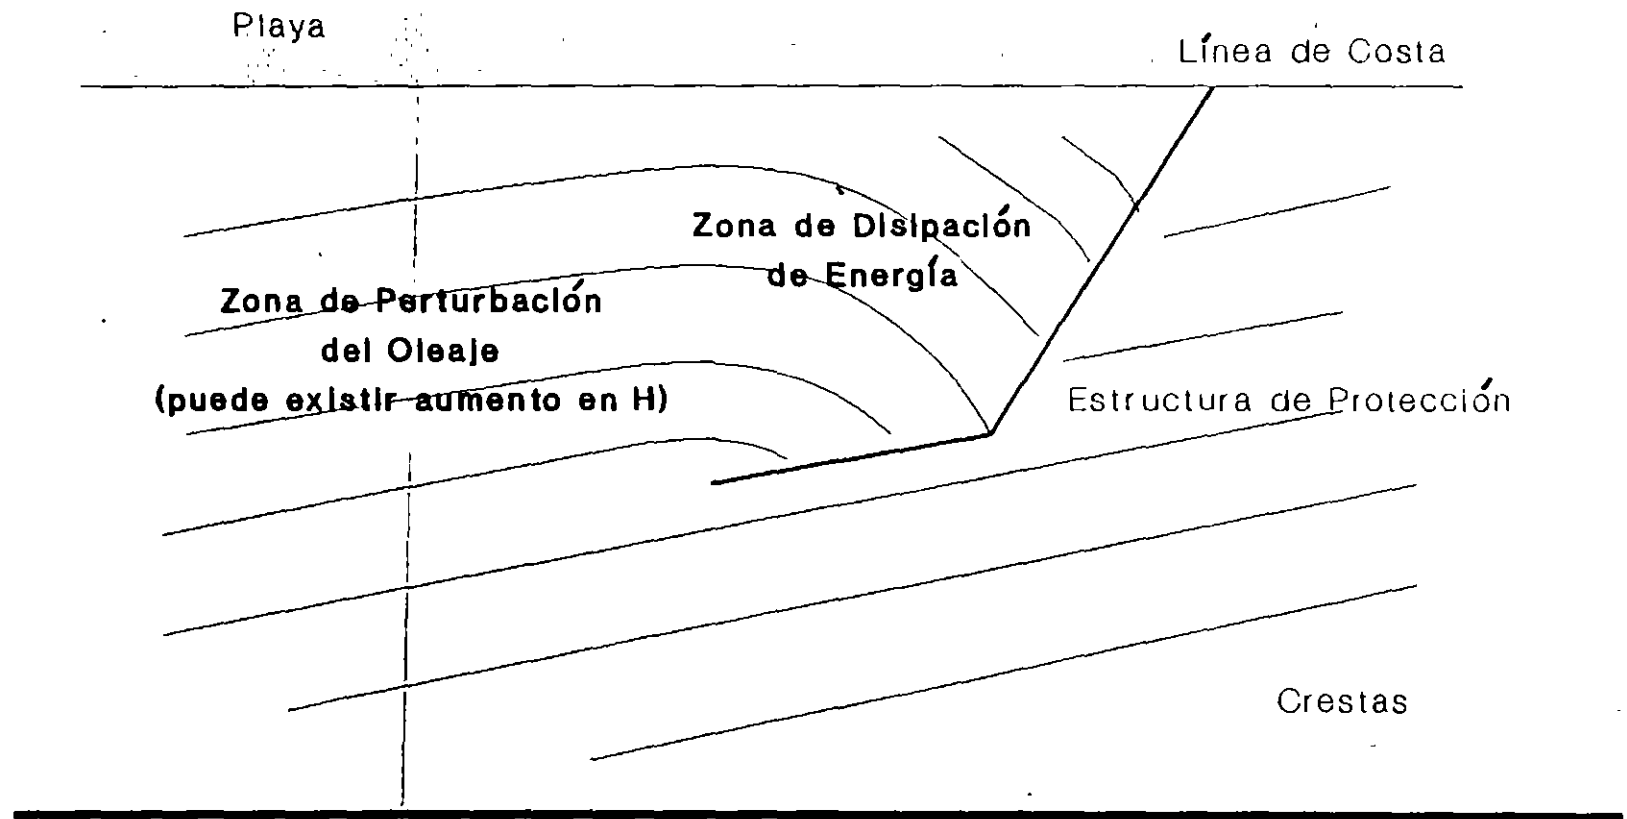 Playa
Línea de Costa
Zona de Disipación
de Energía
Zona de Perturbación
del Oleaje
(puede existir aumento en H)
Estructura de Protección
Crestas